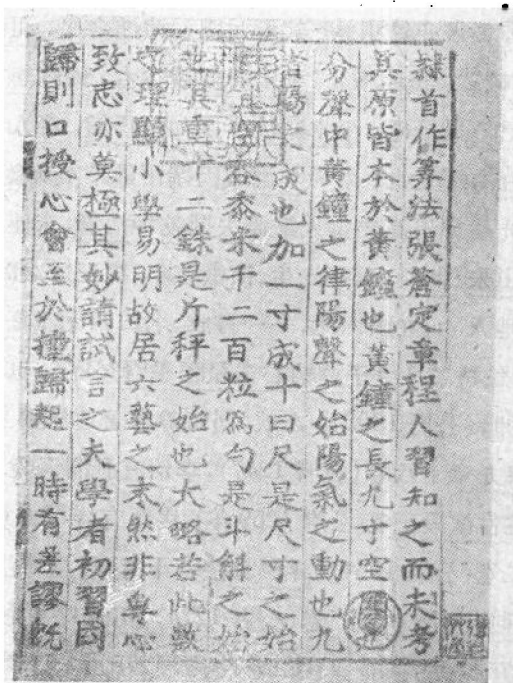 隸首作算法張蒼定章程人習知之而未考
其原皆本於黃鐘也黃鐘之長九寸空
分聲中黃鐘之律陽聲之始陽氣之動也九
者陽之成也加一寸成十曰尺是尺寸之始
容黍米千二百粒為勺是斗斛之始
也其重十二銖是斤秤之始也大略若此數
理顯小學易明故居六藝之末然非專心
致志亦莫極其妙請試言之夫學者初習因
歸則口授心會至於撞歸起一時有差謬既